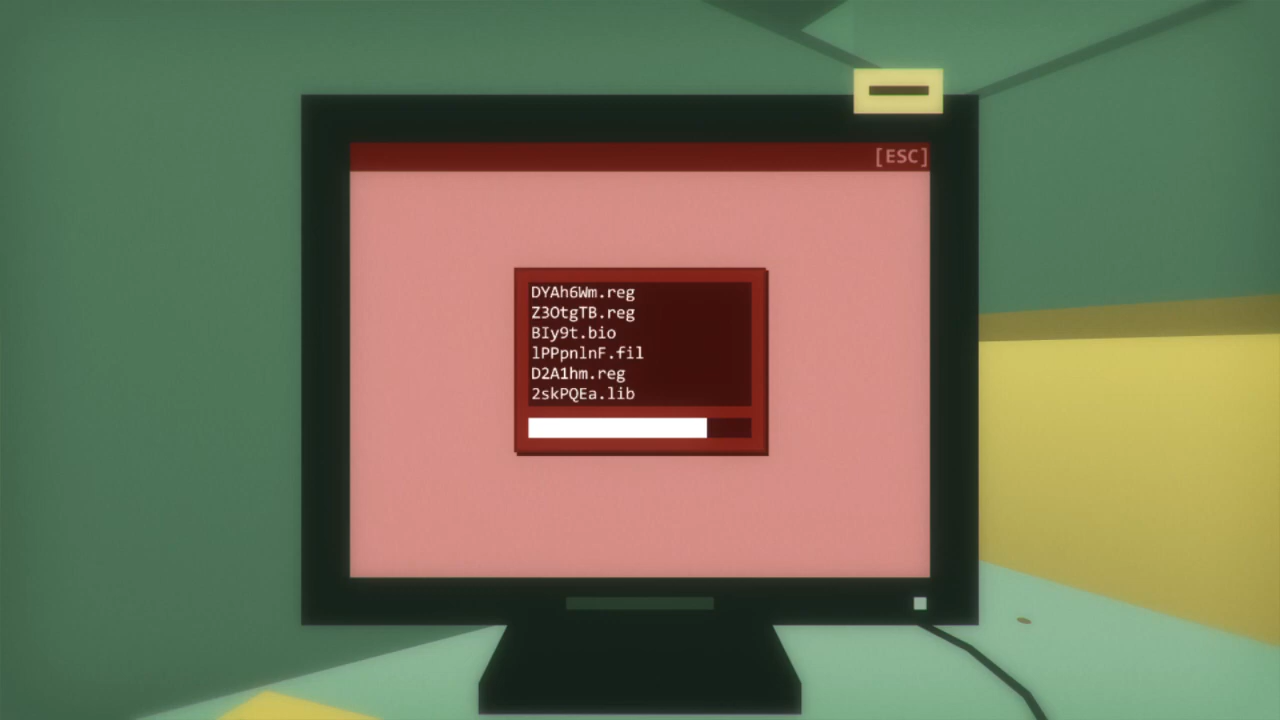 [ESC]
DYAh6Wm.reg
Z3OtgTB.reg
BIy9t.bio
lPPpnlnF.fil
D2A1hm.reg
2skPQEa.lib